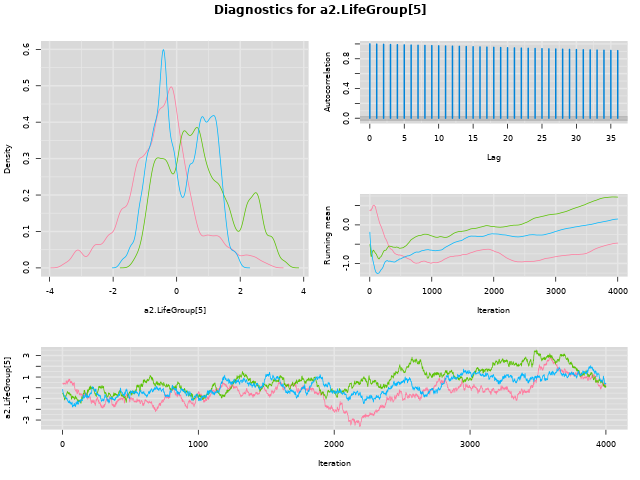 Diagnostics for a2.LifeGroup[5]
Density
0.0 0.1 0.2 0.3 0.4 0.5 0.6
-4 -2 0 2 4
a2.LifeGroup[5]
Autocorrelation
0.0 0.4 0.8
0 5 10 15 20 25 30 35
Lag
Running mean
-1.0 0.0
0 1000 2000 3000 4000
Iteration
a2.LifeGroup[5]
-3 -1 1 3
0 1000 2000 3000 4000
Iteration